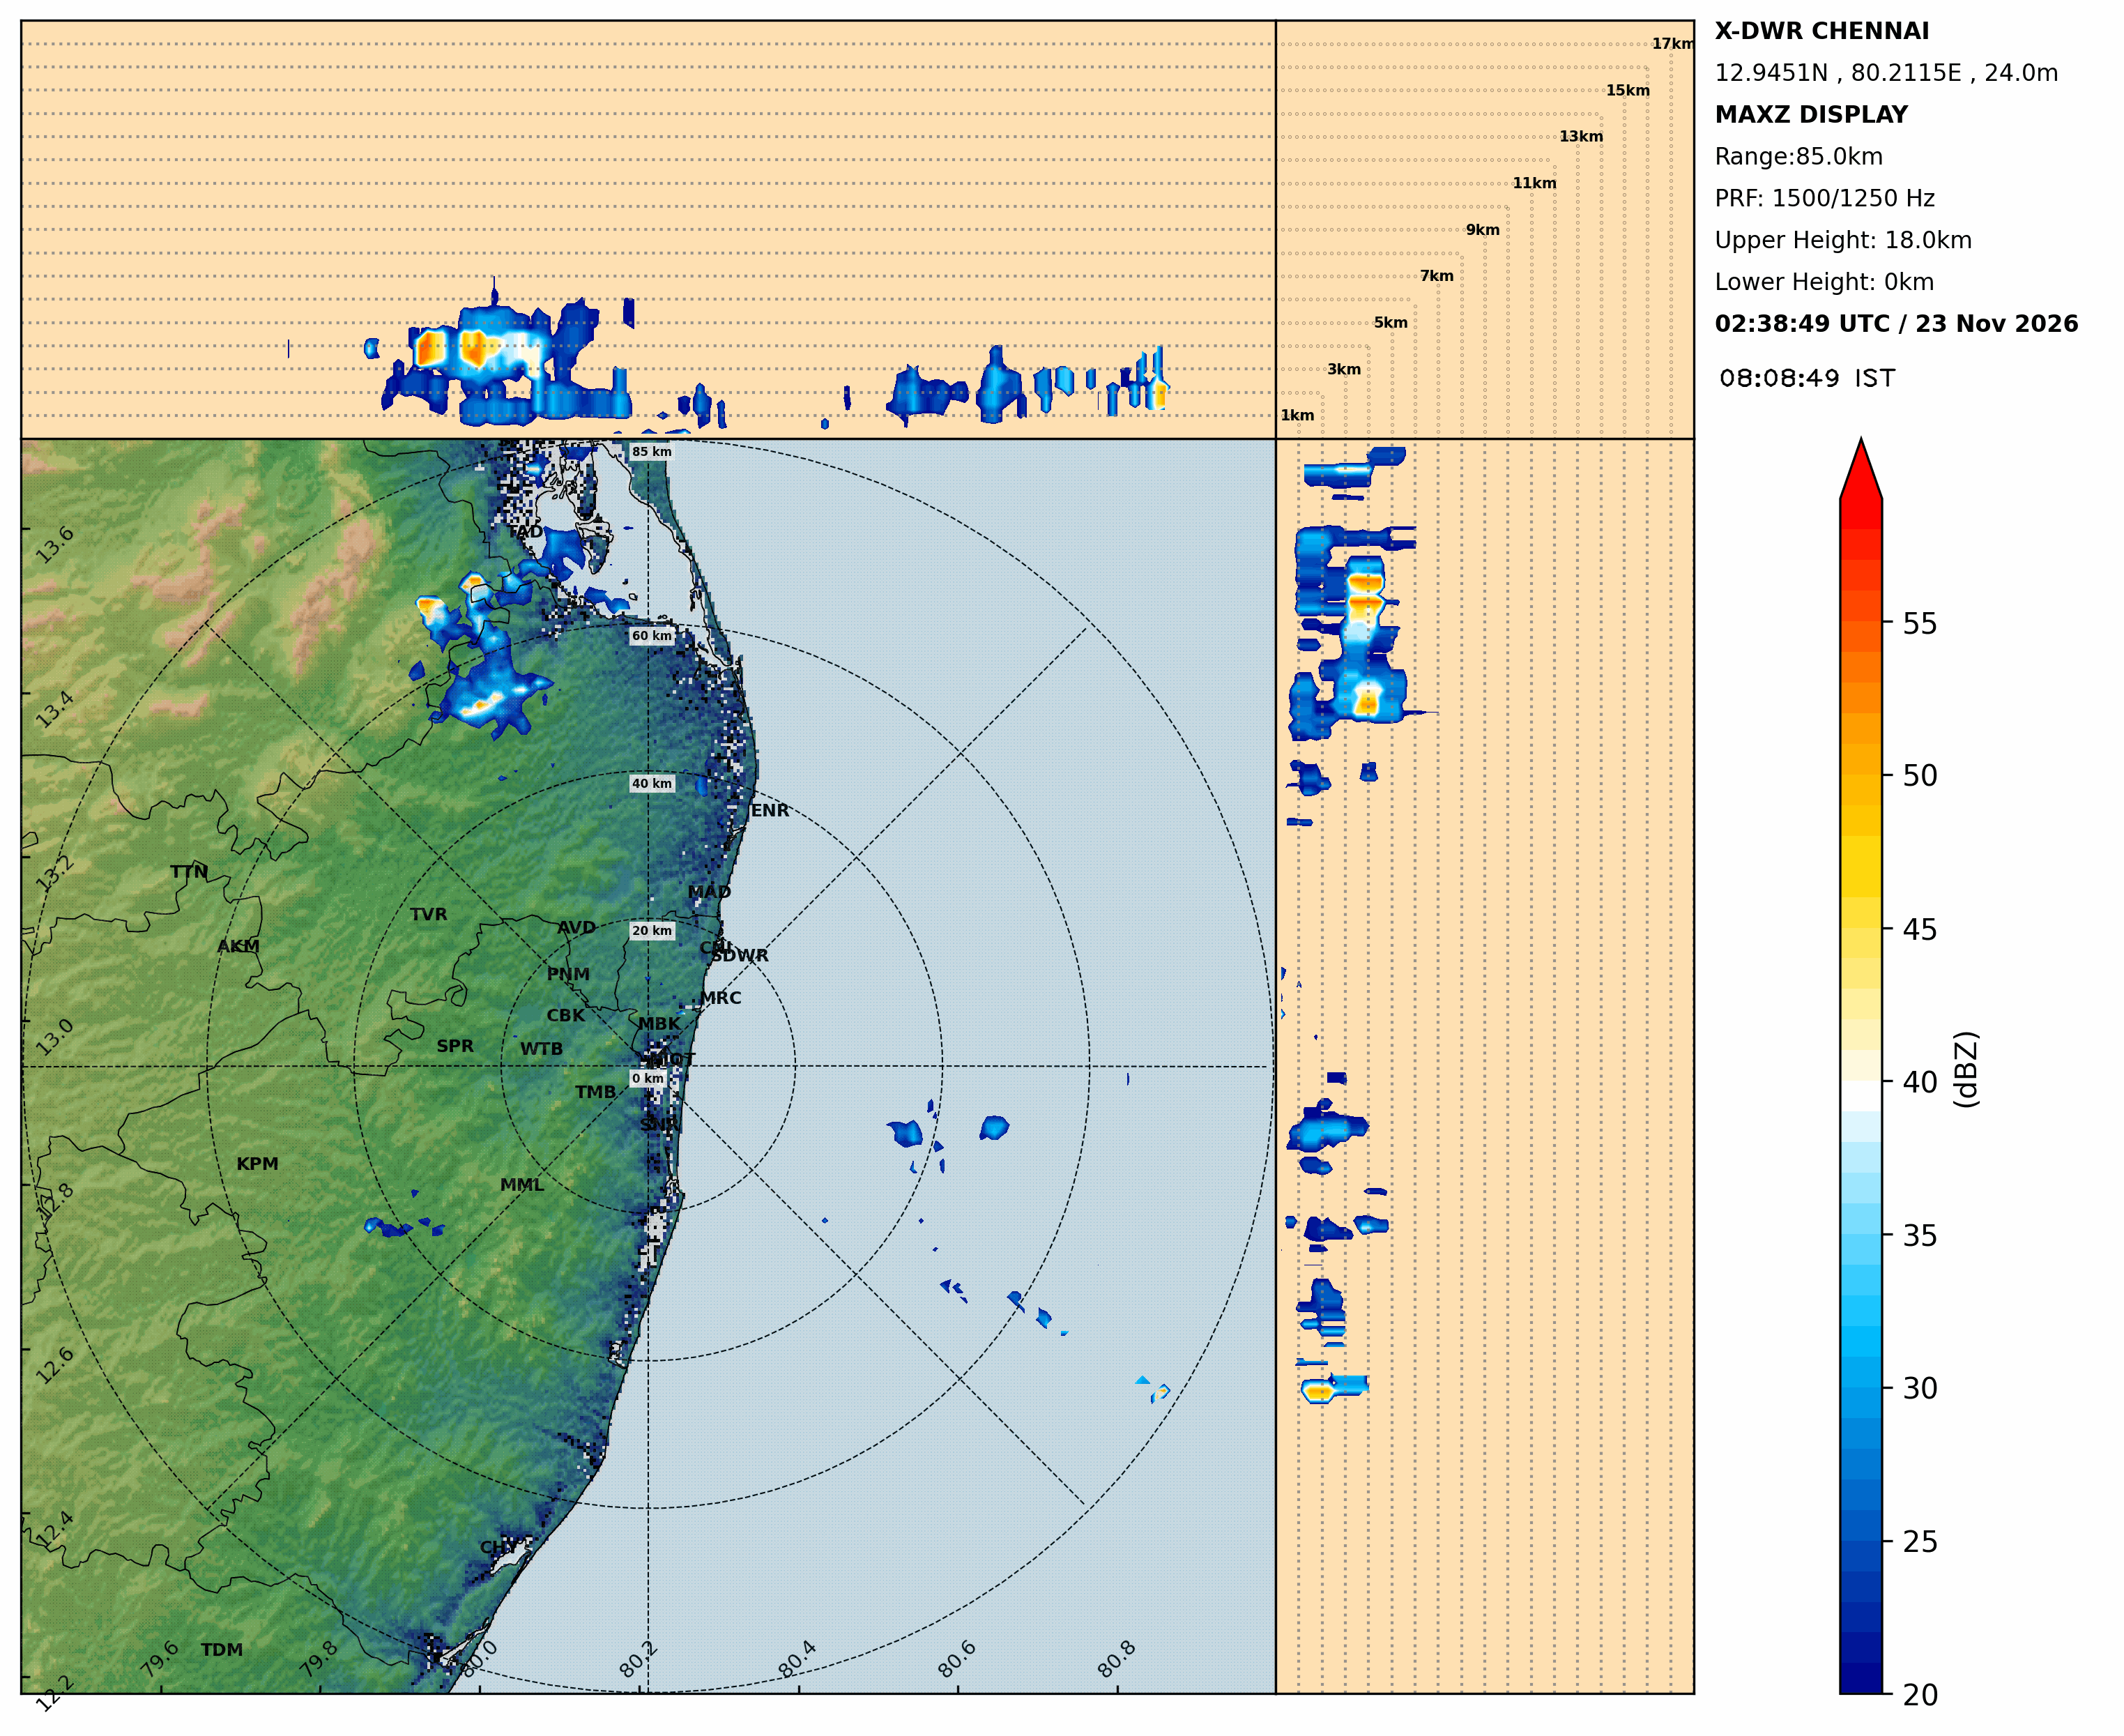 X-DWR CHENNAI
12.9451N , 80.2115E , 24.0m
MAXZ DISPLAY
Range:85.0km
PRF: 1500/1250 Hz
Upper Height: 18.0km
Lower Height: 0km
02:38:49 UTC / 23 Nov 2026
08:08:49 IST
17km
15km
13km
11km
9km
7km
5km
3km
1km
85 km
60 km
40 km
20 km
0 km
TAD
ENR
TTN
MAD
TVR
AVD
AKM
CNI
SDWR
PNM
MRC
CBK
MBK
SPR
WTB
TMB
SNR
KPM
MML
CHY
TDM
13.6
13.4
13.2
13.0
12.8
12.6
12.4
12.2
79.6
79.8
80.0
80.2
80.4
80.6
80.8
55
50
45
40
35
30
25
20
(dBZ)